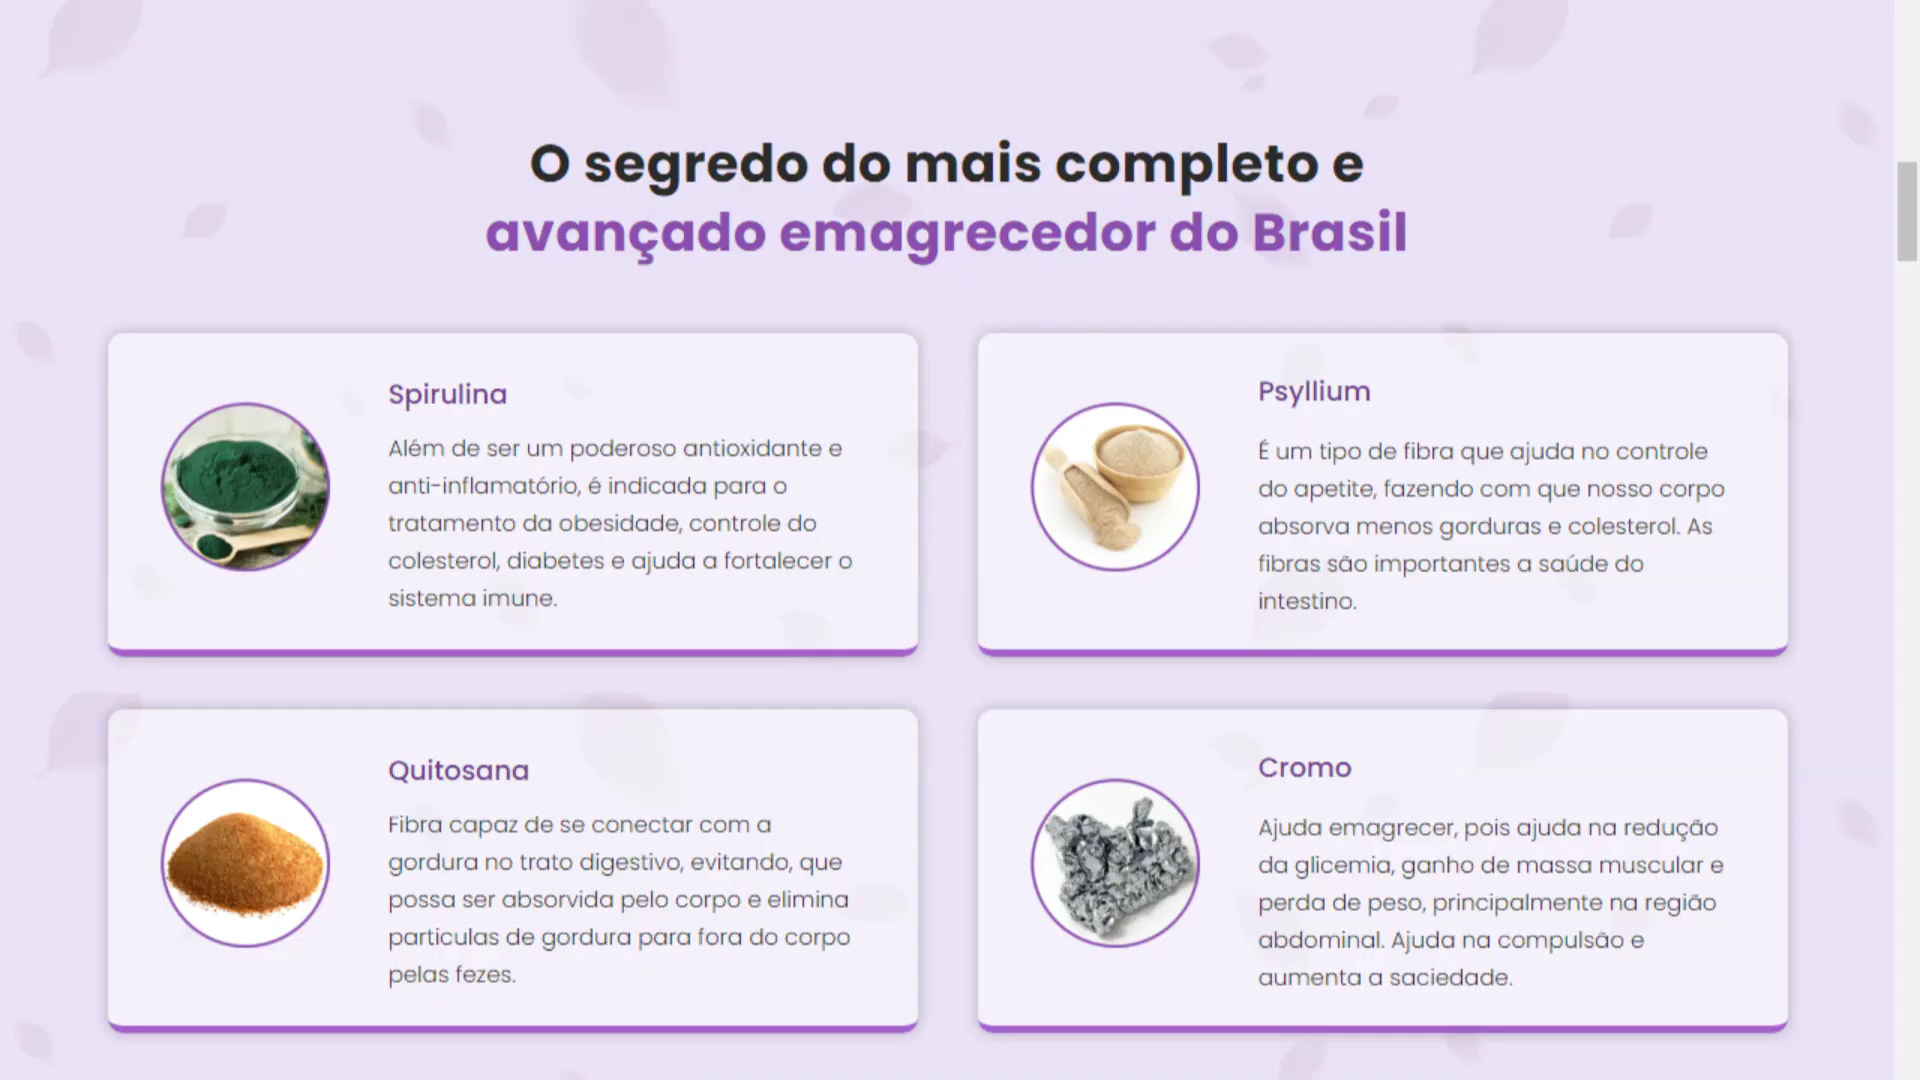 O segredo do mais completo e
avançado emagrecedor do Brasil
Spirulina
Além de ser um poderoso antioxidante e
anti-inflamatório, é indicada para o
tratamento da obesidade, controle do
colesterol, diabetes e ajuda a fortalecer o
sistema imune.
Psyllium
É um tipo de fibra que ajuda no controle
do apetite, fazendo com que nosso corpo
absorva menos gorduras e colesterol. As
fibras são importantes a saúde do
intestino.
Quitosana
Fibra capaz de se conectar com a
gordura no trato digestivo, evitando, que
possa ser absorvida pelo corpo e elimina
particulas de gordura para fora do corpo
pelas fezes.
Cromo
Ajuda emagrecer, pois ajuda na redução
da glicemia, ganho de massa muscular e
perda de peso, principalmente na região
abdominal. Ajuda na compulsão e
aumenta a saciedade.